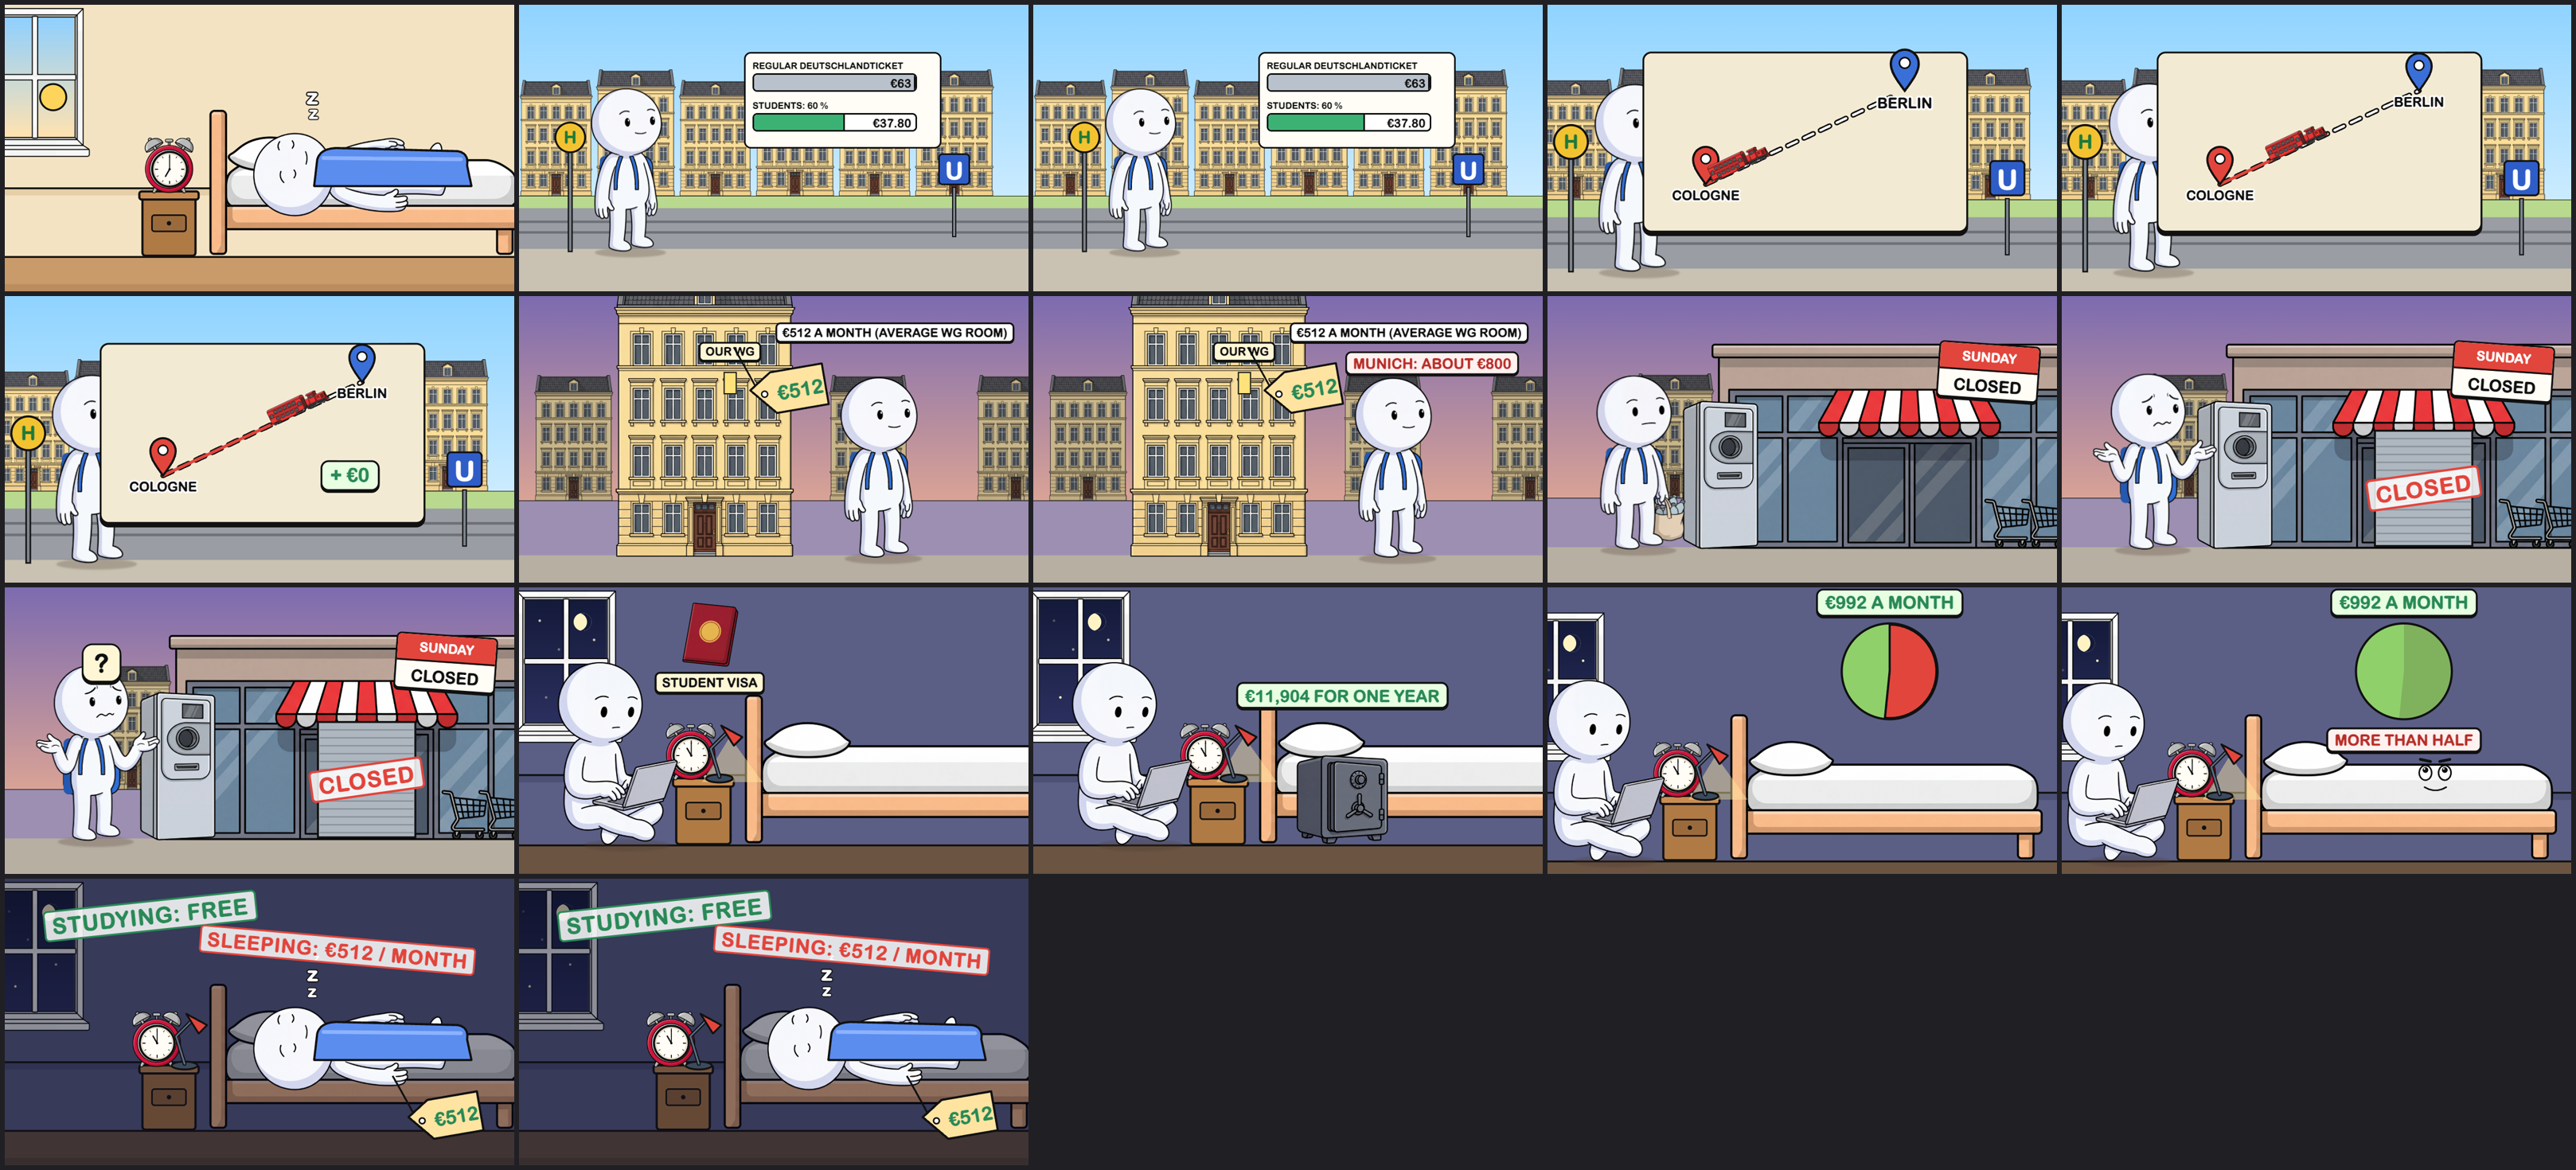 Z
Z
REGULAR DEUTSCHLANDTICKET
€63
STUDENTS: 60 %
€37.80
H
U
REGULAR DEUTSCHLANDTICKET
€63
STUDENTS: 60 %
€37.80
H
U
BERLIN
H
U
COLOGNE
BERLIN
H
U
COLOGNE
BERLIN
H
U
+ €0
COLOGNE
€512 A MONTH (AVERAGE WG ROOM)
OUR WG
€512
€512 A MONTH (AVERAGE WG ROOM)
OUR WG
MUNICH: ABOUT €800
€512
SUNDAY
CLOSED
SUNDAY
CLOSED
CLOSED
?
SUNDAY
CLOSED
CLOSED
STUDENT VISA
€11,904 FOR ONE YEAR
€992 A MONTH
€992 A MONTH
MORE THAN HALF
STUDYING: FREE
SLEEPING: €512 / MONTH
Z
Z
€512
STUDYING: FREE
SLEEPING: €512 / MONTH
Z
Z
€512